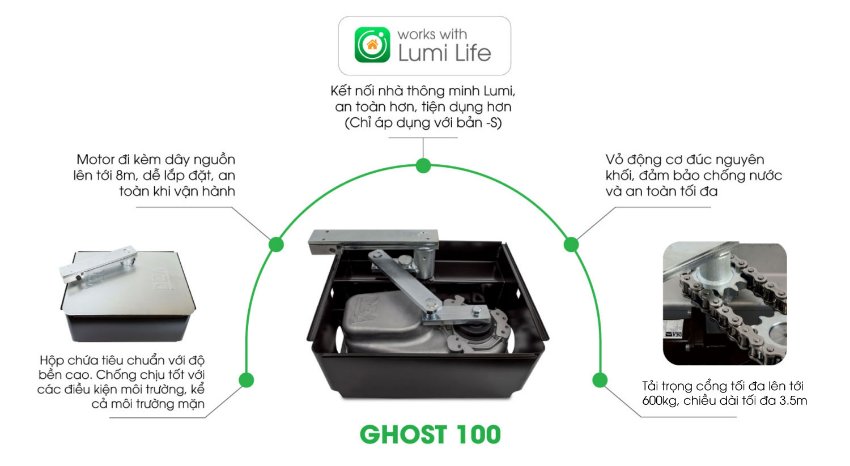 works with
Lumi Life
Kết nối nhà thông minh Lumi,
an toàn hơn, tiện dụng hơn
(Chỉ áp dụng với bản -S)
Motor đi kèm dây nguồn
lên tới 8m, dễ lắp đặt, an
toàn khi vận hành
Vỏ động cơ đúc nguyên
khối, đảm bảo chống nước
và an toàn tối đa
Hộp chứa tiêu chuẩn với độ
bền cao. Chống chịu tốt với
các điều kiện môi trường, kể
cả môi trường mặn
Tải trọng cổng tối đa lên tới
600kg, chiều dài tối đa 3.5m
GHOST 100